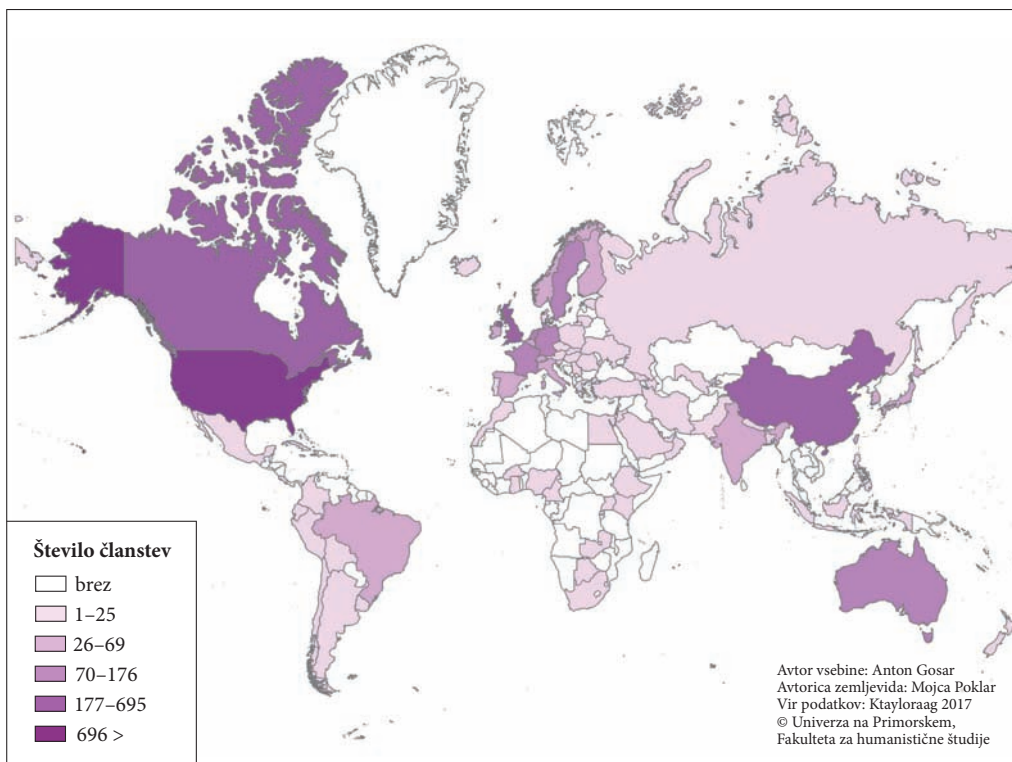 Število članstev
brez
1–25
26–69
70–176
177–695
696 >
Avtor vsebine: Anton Gosar
Avtorica zemljevida: Mojca Poklar
Vir podatkov: Ktayloraag 2017
© Univerza na Primorskem,
Fakulteta za humanistične študije